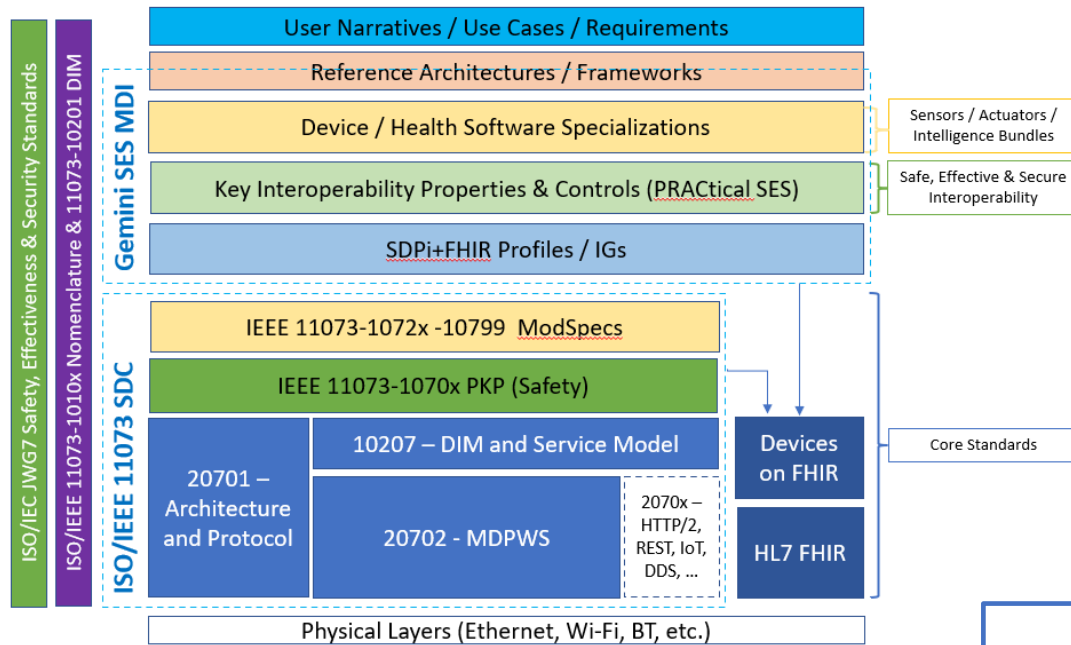 ISO/IEC JWG7 Safety, Effectiveness & Security Standards
ISO/IEEE 11073-1010x Nomenclature & 11073-10201 DIM
User Narratives / Use Cases / Requirements
Gemini SES MDI
Reference Architectures / Frameworks
Device / Health Software Specializations
Sensors / Actuators /
Intelligence Bundles
Key Interoperability Properties & Controls (PRACtical SES)
Safe, Effective & Secure
Interoperability
SDPi+FHIR Profiles / IGs
ISO/IEEE 11073 SDC
IEEE 11073-1072x -10799 ModSpecs
IEEE 11073-1070x PKP (Safety)
20701 –
Architecture
and Protocol
10207 – DIM and Service Model
20702 - MDPWS
2070x –
HTTP/2,
REST, IoT,
DDS, ...
Devices
on FHIR
HL7 FHIR
Core Standards
Physical Layers (Ethernet, Wi-Fi, BT, etc.)